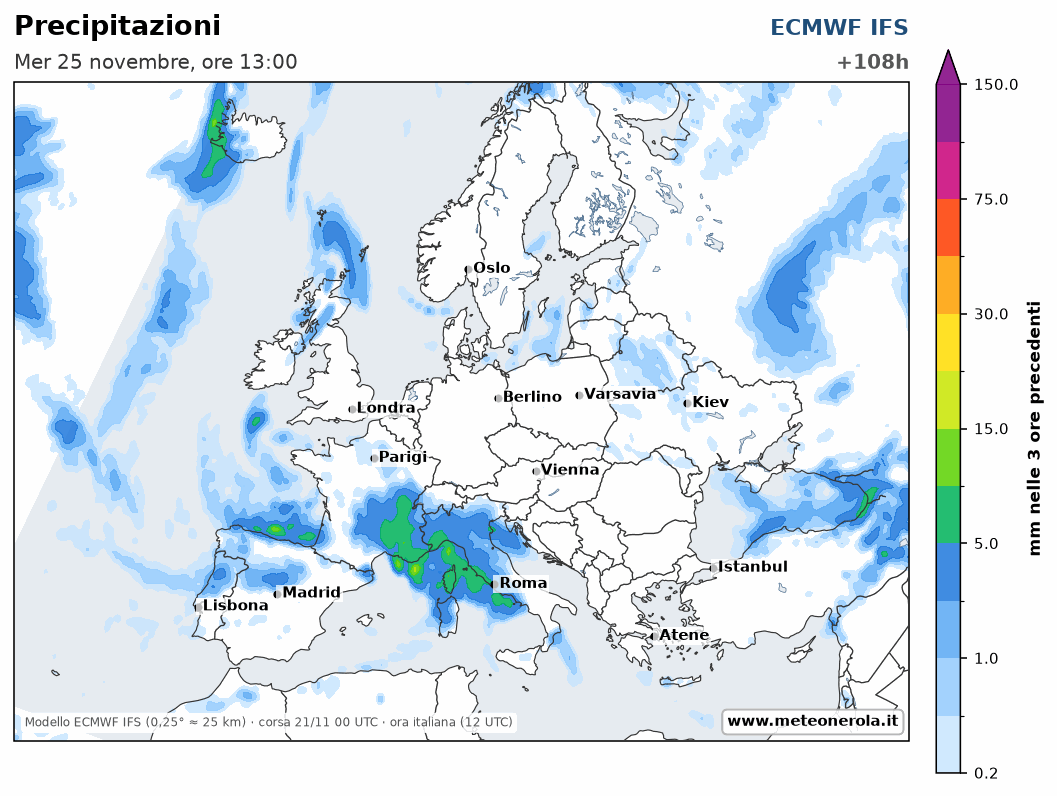 Precipitazioni
ECMWF IFS
Mer 25 novembre, ore 13:00
+108h
150.0
75.0
30.0
15.0
5.0
1.0
0.2
mm nelle 3 ore precedenti
Oslo
Berlino
Varsavia
Kiev
Londra
Parigi
Vienna
Istanbul
Roma
Madrid
Lisbona
Atene
Modello ECMWF IFS (0,25° ≈ 25 km) · corsa 21/11 00 UTC · ora italiana (12 UTC)
www.meteonerola.it